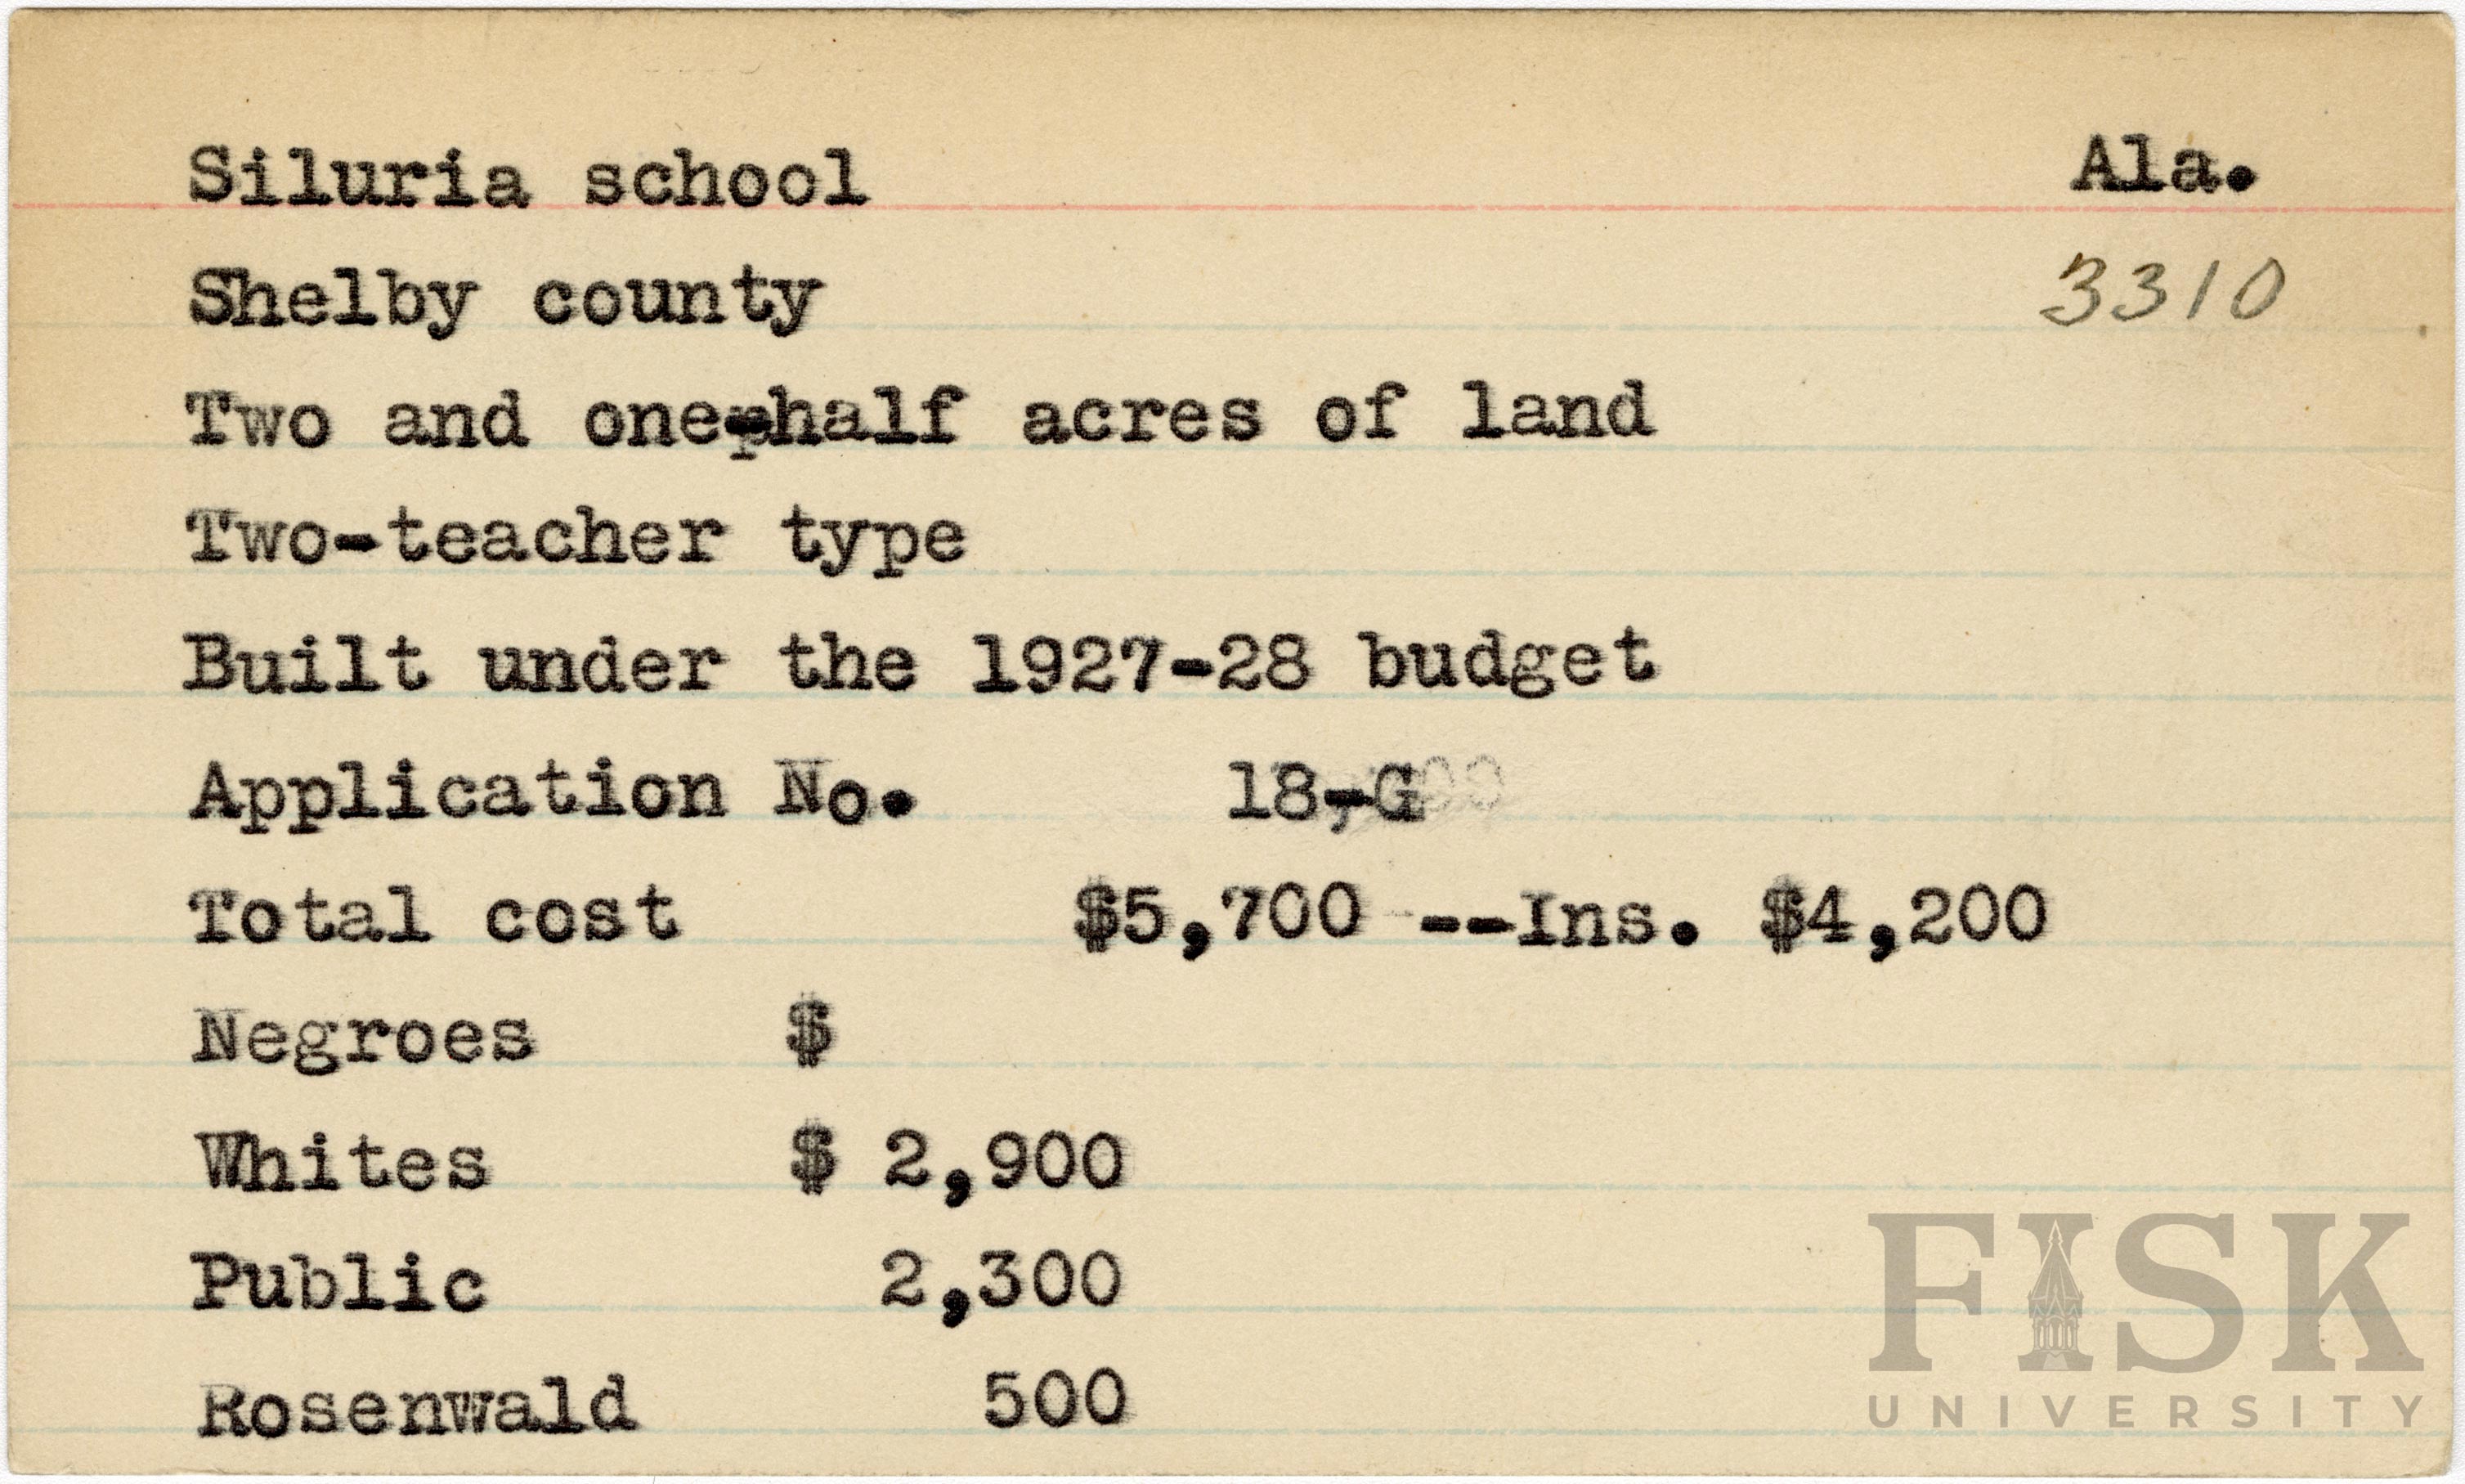 Siluria school Ala.
Shelby county 3310
Two and one-half acres of land
Two-teacher type
Built under the 1927-28 budget
Application No. 18-G
Total cost $5,700 --Ins. $4,200
Negroes $
Whites $ 2,900
Public 2,300
Rosenwald 500
FISK
UNIVERSITY